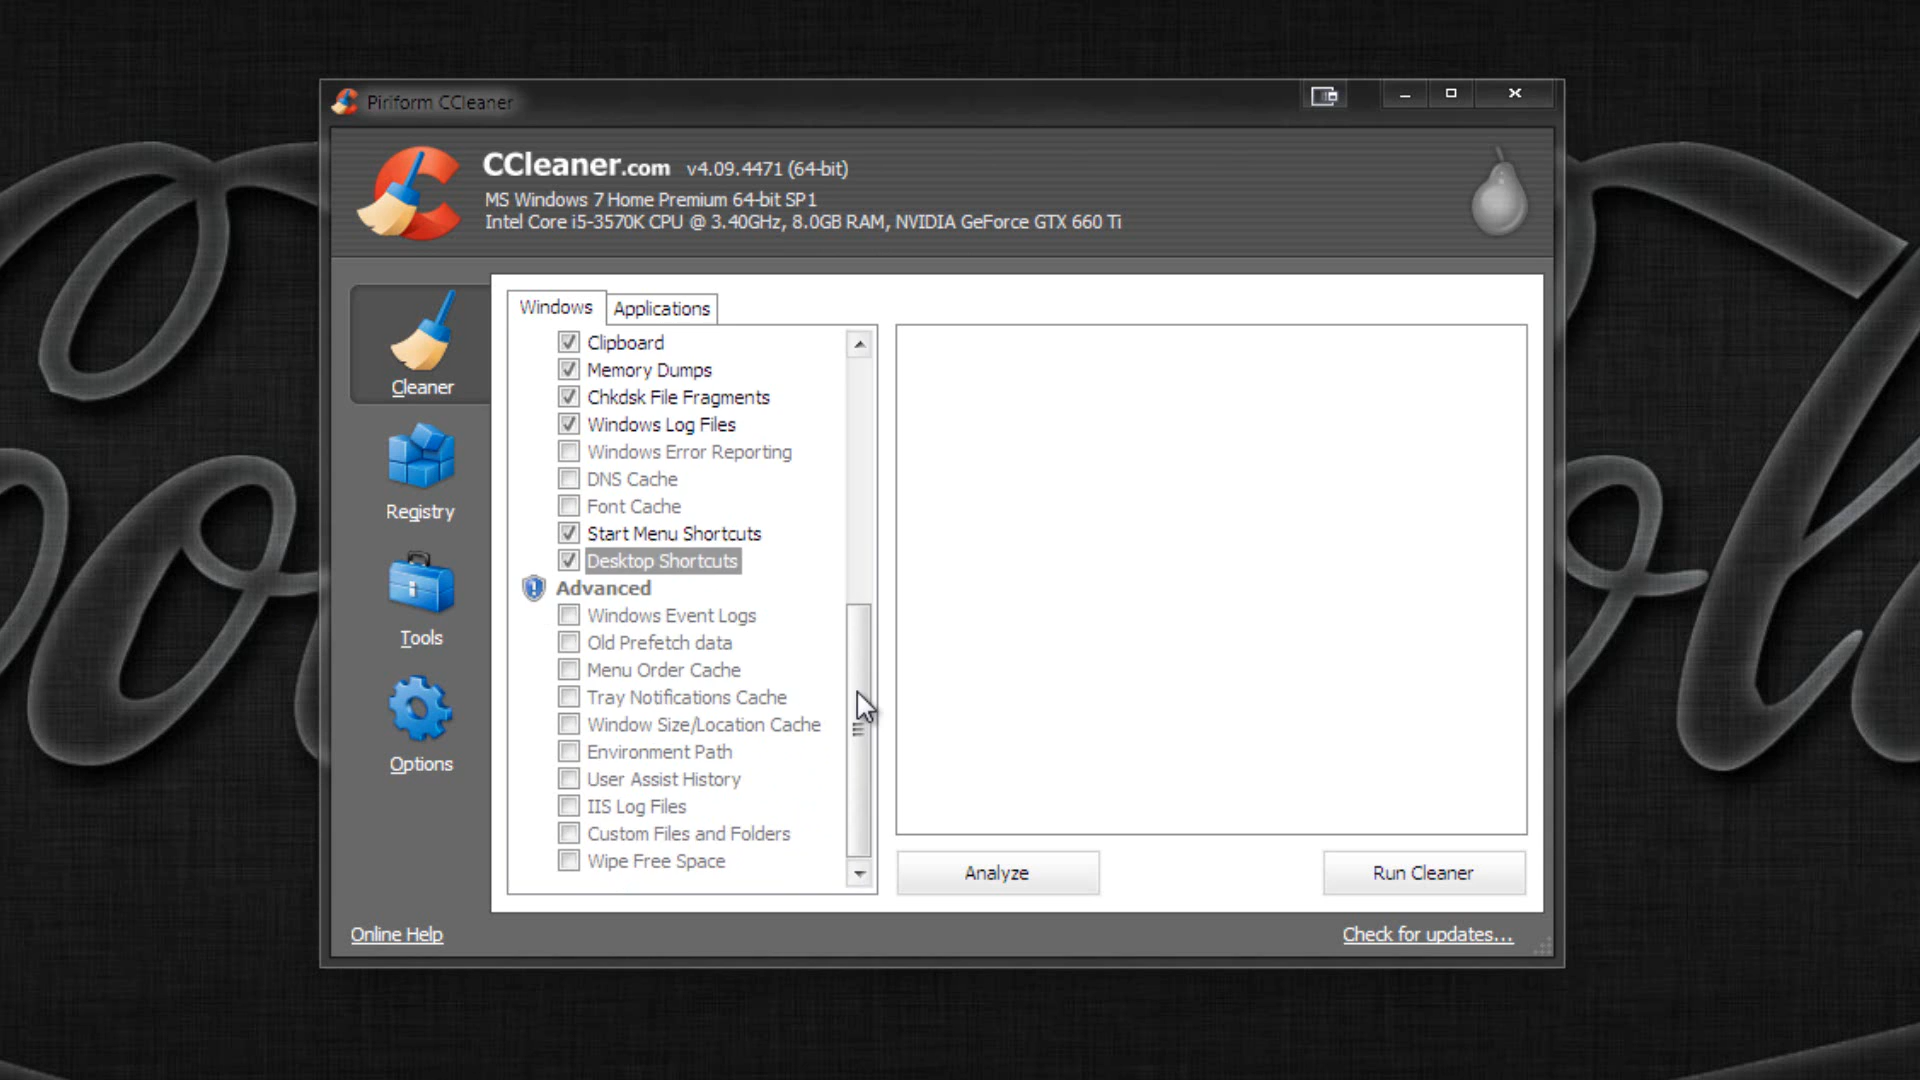 Piriform CCleaner
CCleaner.com v4.09.4471 (64-bit)
MS Windows 7 Home Premium 64-bit SP1
Intel Core i5-3570K CPU @ 3.40GHz, 8.0GB RAM, NVIDIA GeForce GTX 660 Ti
Cleaner
Registry
Tools
Options
Windows
Applications
Clipboard
Memory Dumps
Chkdsk File Fragments
Windows Log Files
Windows Error Reporting
DNS Cache
Font Cache
Start Menu Shortcuts
Desktop Shortcuts
Advanced
Windows Event Logs
Old Prefetch data
Menu Order Cache
Tray Notifications Cache
Window Size/Location Cache
Environment Path
User Assist History
IIS Log Files
Custom Files and Folders
Wipe Free Space
Analyze
Run Cleaner
Online Help
Check for updates...